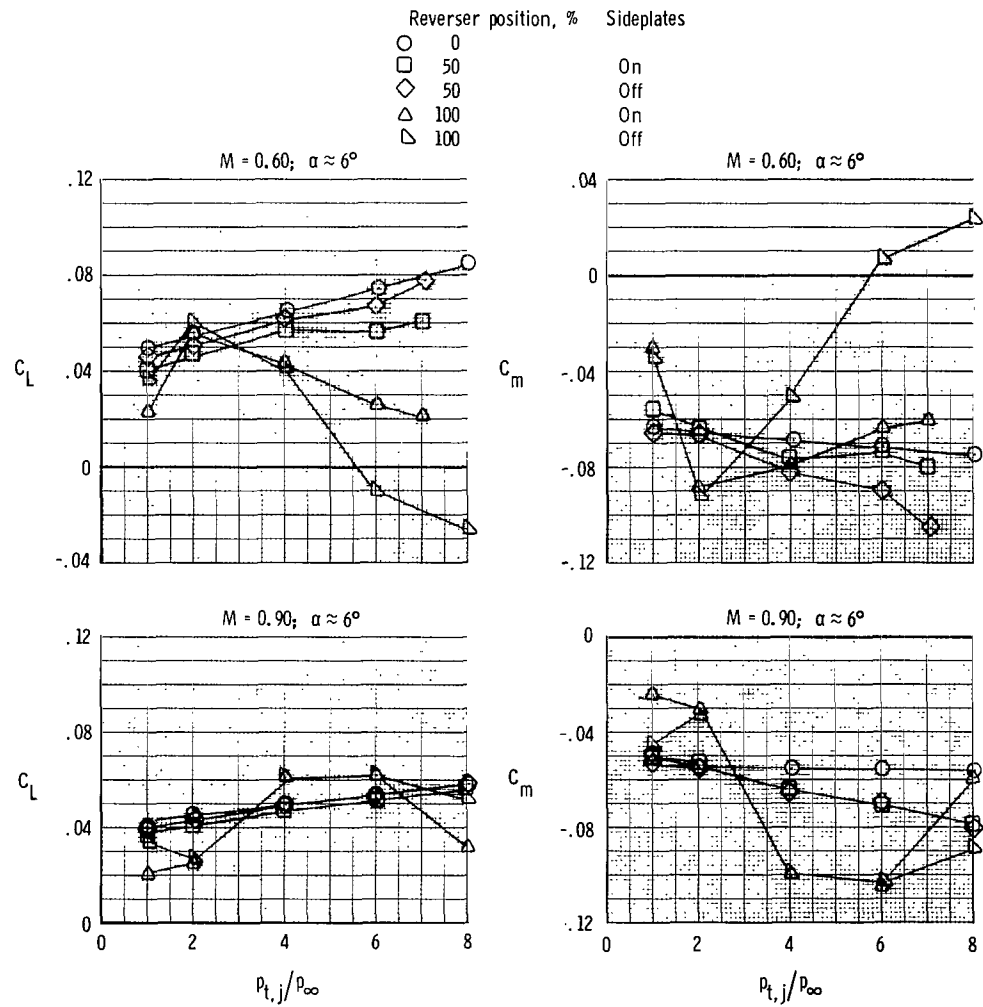 Reverser position, % Sideplates
0
50 On
50 Off
100 On
100 Off
M = 0.60; α ≈ 6°
.12
.08
.04
0
-.04
C_L
M = 0.60; α ≈ 6°
.04
0
-.04
-.08
-.12
C_m
M = 0.90; α ≈ 6°
.12
.08
.04
0
C_L
0 2 4 6 8
p_t,j/p_∞
M = 0.90; α ≈ 6°
0
-.04
-.08
-.12
C_m
0 2 4 6 8
p_t,j/p_∞